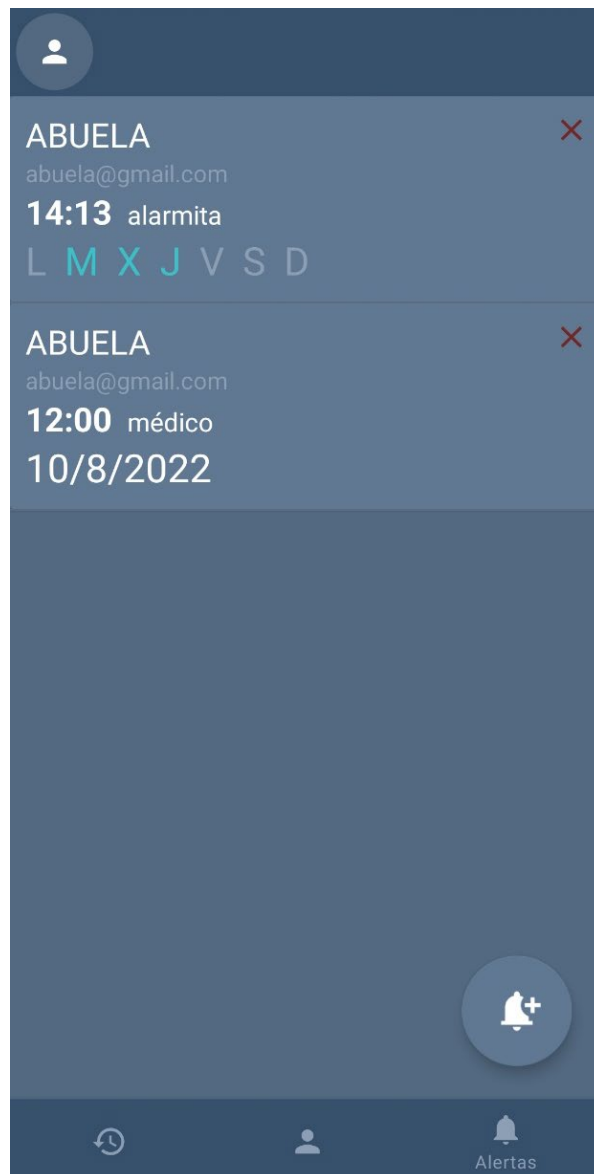 ABUELA
abuela@gmail.com
14:13 alarmita
L M X J V S D
ABUELA
abuela@gmail.com
12:00 médico
10/8/2022
Alertas